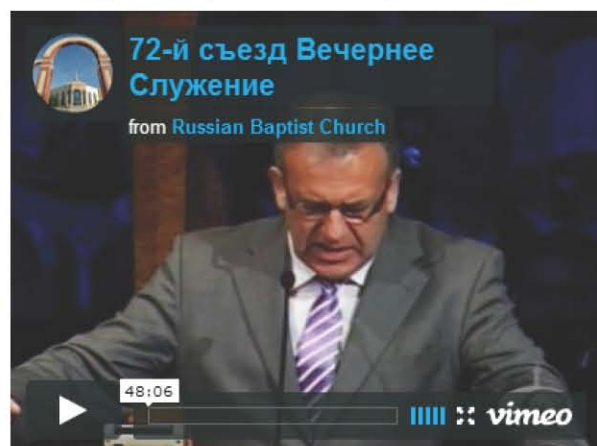 72-й съезд Вечернее
Служение
from Russian Baptist Church
48:06
vimeo